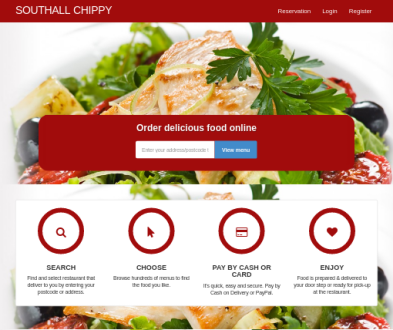 SOUTHALL CHIPPY
Reservation Login Register
Order delicious food online
Enter your address/postcode
View menu
SEARCH
Find and select restaurant that
deliver to you by entering your
postcode or address.
CHOOSE
Browse hundreds of menus to find
the food you like.
PAY BY CASH OR
CARD
It's quick, easy and secure. Pay by
Cash on Delivery or PayPal.
ENJOY
Food is prepared & delivered to
your door step or ready for pick-up
at the restaurant.